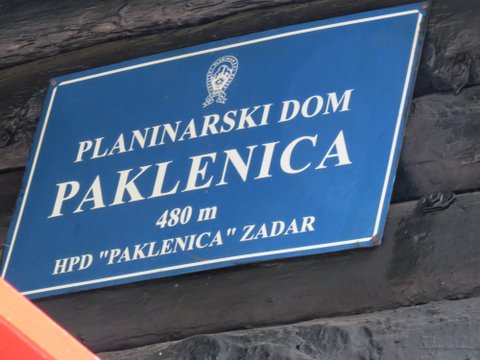 PLANINARSKI DOM
PAKLENICA
480 m
HPD "PAKLENICA" ZADAR